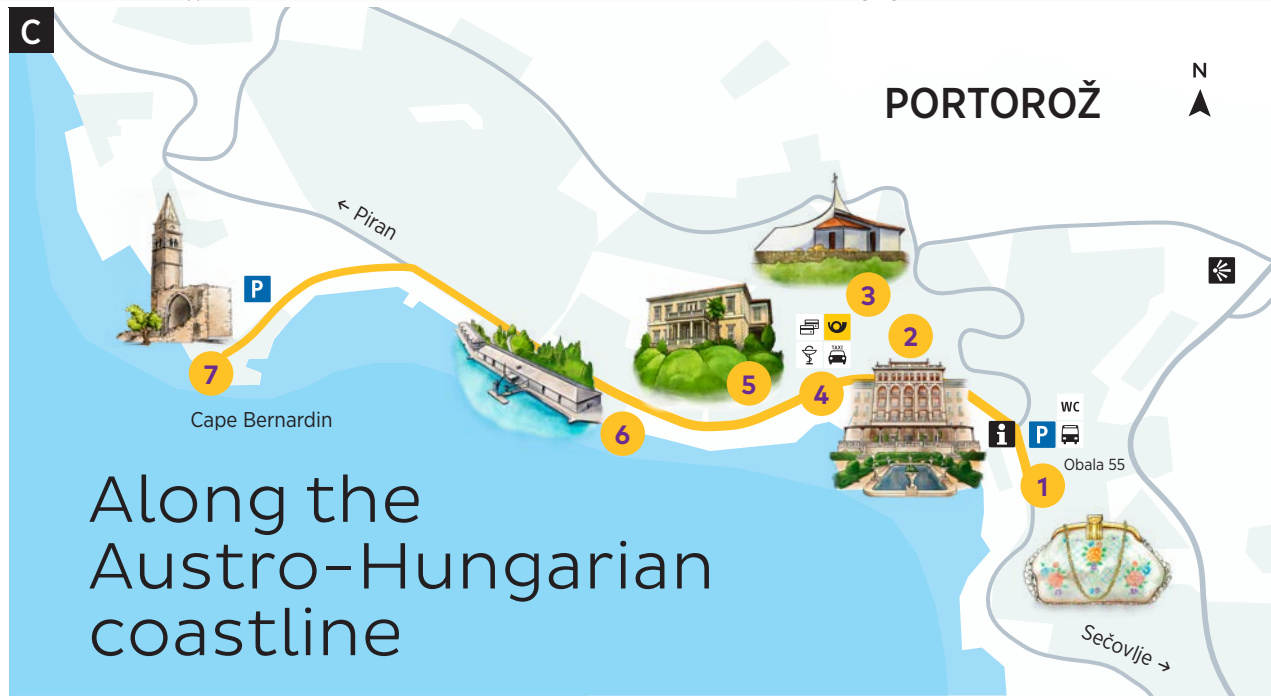 C
PORTOROŽ
N
← Piran
3
2
TAXI
5
4
7
6
P
Cape Bernardin
i
P
WC
Obala 55
1
Along the
Austro-Hungarian
coastline
Sečovlje →